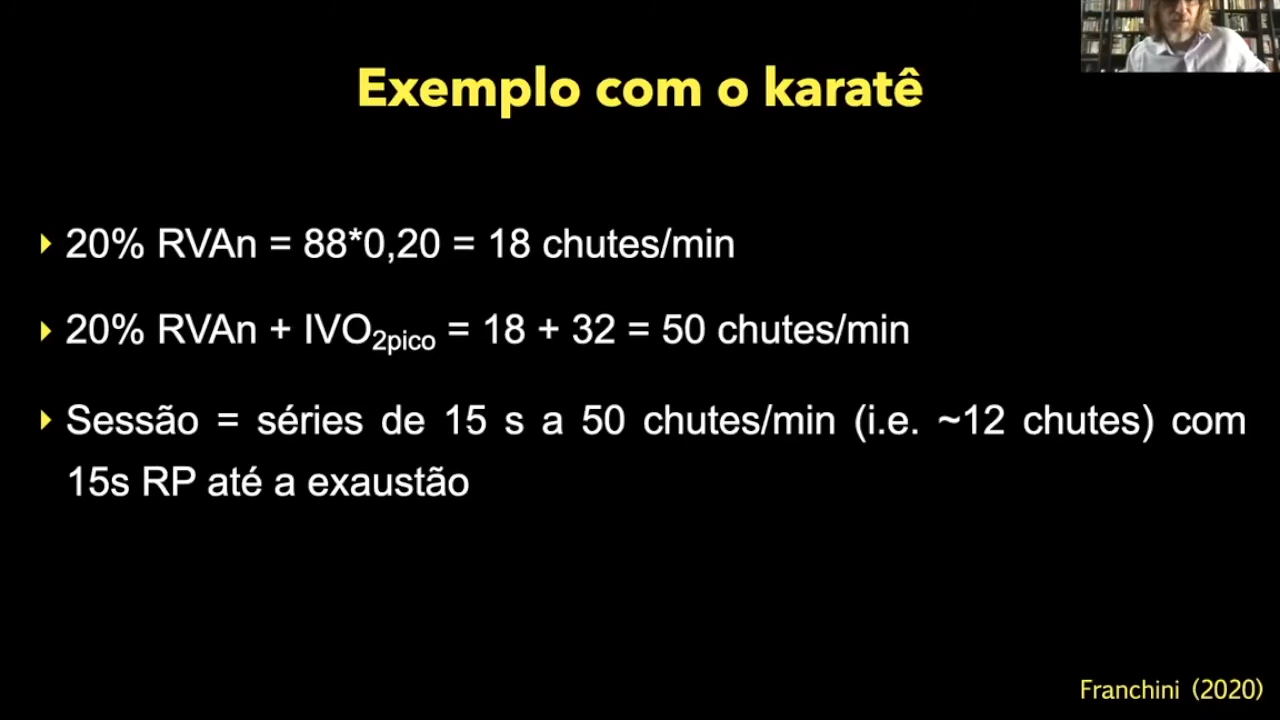 Exemplo com o karatê
20% RVAn = 88*0,20 = 18 chutes/min
20% RVAn + IVO2pico = 18 + 32 = 50 chutes/min
Sessão = séries de 15 s a 50 chutes/min (i.e. ~12 chutes) com
15s RP até a exaustão
Franchini (2020)